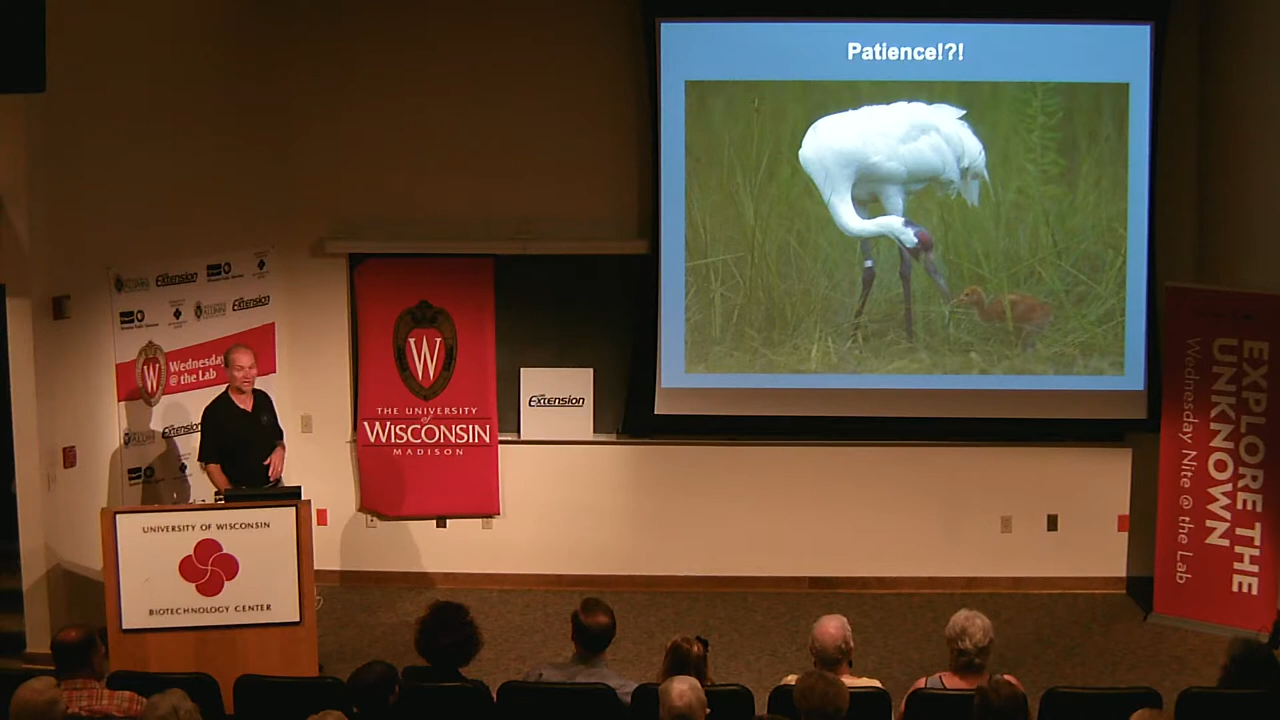 Patience!?!
Extension
Extension
Wednesday
@ the Lab
W
Extension
W
THE UNIVERSITY
of
WISCONSIN
MADISON
Extension
UNIVERSITY OF WISCONSIN
BIOTECHNOLOGY CENTER
EXPLORE THE
UNKNOWN
Wednesday Nite @ the Lab